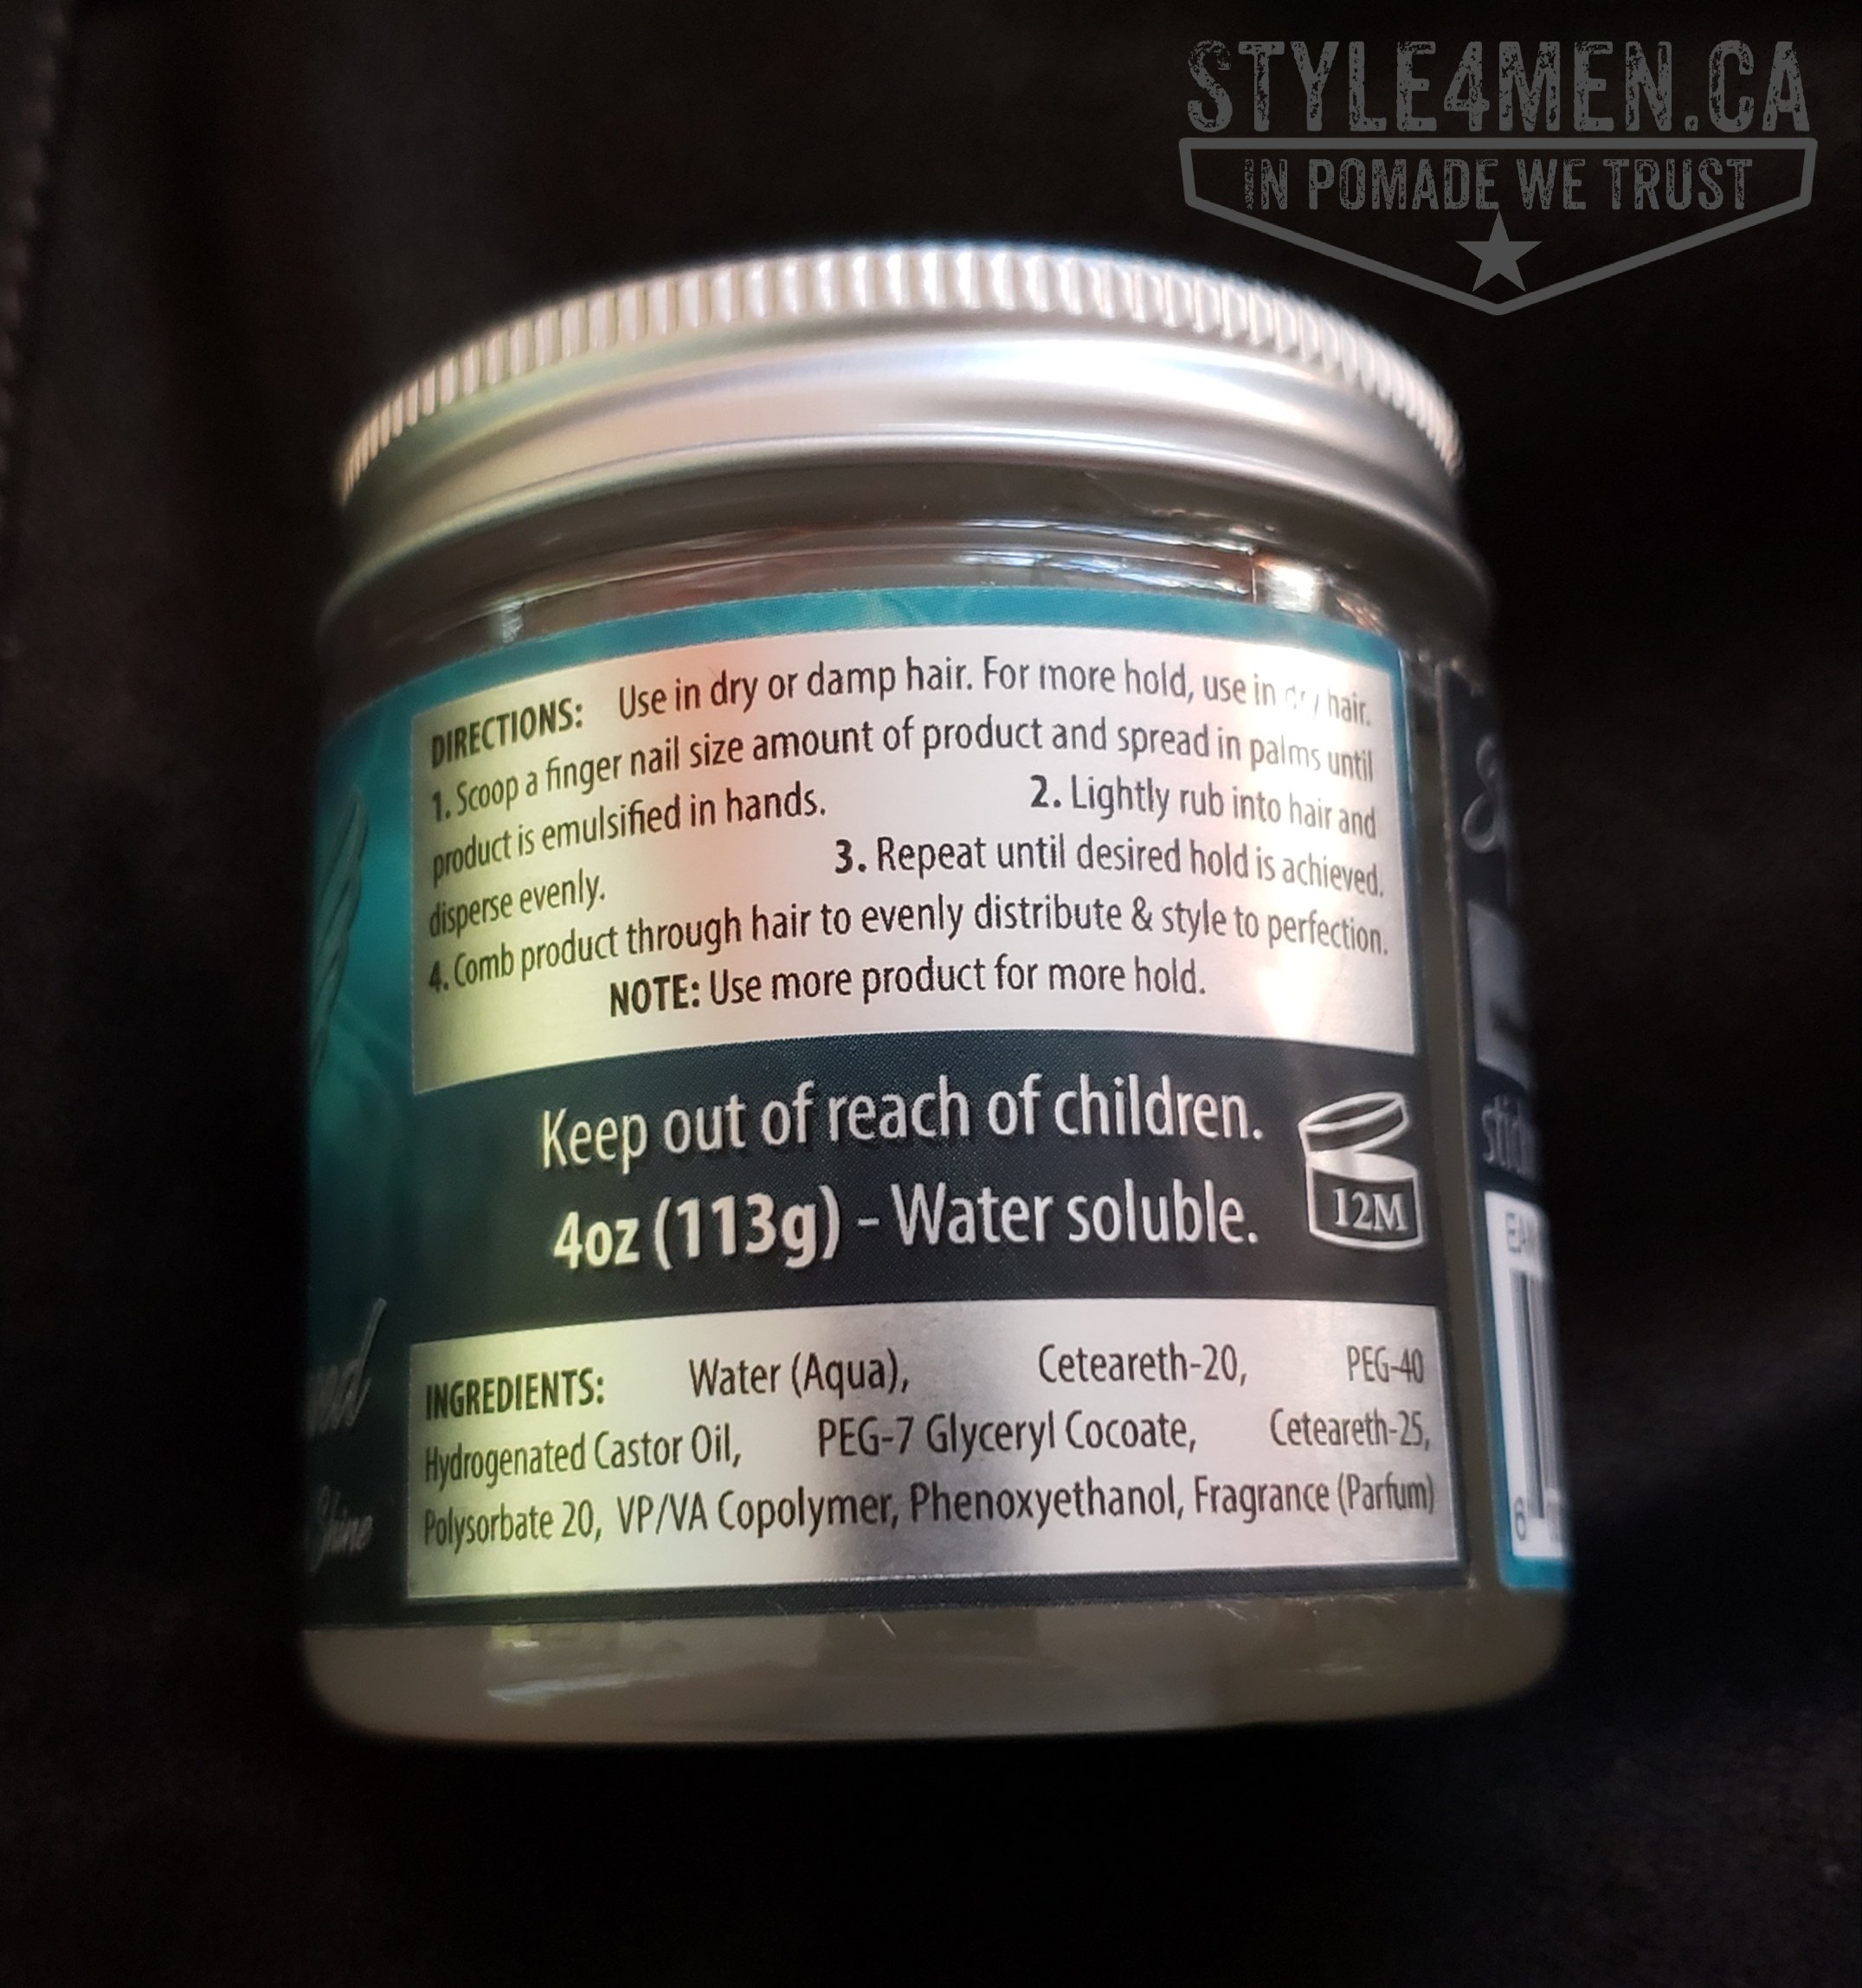 STYLE4MEN.CA
IN POMADE WE TRUST
DIRECTIONS: Use in dry or damp hair. For more hold, use in dry hair.
1. Scoop a finger nail size amount of product and spread in palms until
product is emulsified in hands. 2. Lightly rub into hair and
disperse evenly. 3. Repeat until desired hold is achieved.
4. Comb product through hair to evenly distribute & style to perfection.
NOTE: Use more product for more hold.
Keep out of reach of children.
4oz (113g) - Water soluble.
12M
INGREDIENTS: Water (Aqua), Ceteareth-20, PEG-40
Hydrogenated Castor Oil, PEG-7 Glyceryl Cocoate, Ceteareth-25,
Polysorbate 20, VP/VA Copolymer, Phenoxyethanol, Fragrance (Parfum)
Shine
EAN
6